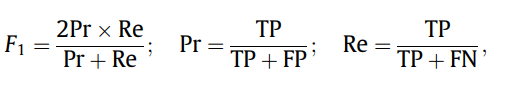 F₁ = 2Pr × Re / Pr + Re ; Pr = TP / TP + FP ; Re = TP / TP + FN ,